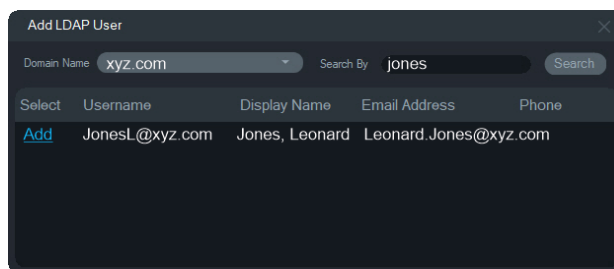 Add LDAP User
Domain Name xyz.com Search By jones Search
Select Username Display Name Email Address Phone
Add JonesL@xyz.com Jones, Leonard Leonard.Jones@xyz.com